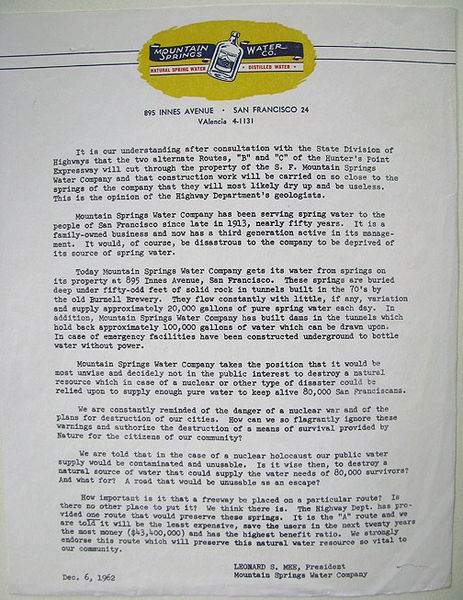 MOUNTAIN SPRINGS WATER CO.
NATURAL SPRING WATER • DISTILLED WATER •
895 INNES AVENUE • SAN FRANCISCO 24
VAlencia 4-1131
It is our understanding after consultation with the State Division of
Highways that the two alternate Routes, "B" and "C" of the Hunter's Point
Expressway will cut through the property of the S. F. Mountain Springs
Water Company and that construction work will be carried on so close to the
springs of the company that they will most likely dry up and be useless.
This is the opinion of the Highway Department's geologists.
Mountain Springs Water Company has been serving spring water to the
people of San Francisco since late in 1913, nearly fifty years. It is a
family-owned business and now has a third generation active in its manage-
ment. It would, of course, be disastrous to the company to be deprived of
its source of spring water.
Today Mountain Springs Water Company gets its water from springs on
its property at 895 Innes Avenue, San Francisco. These springs are buried
deep under fifty-odd feet of solid rock in tunnels built in the 70's by
the old Burnell Brewery. They flow constantly with little, if any, variation
and supply approximately 20,000 gallons of pure spring water each day. In
addition, Mountain Springs Water Company has built dams in the tunnels which
hold back approximately 100,000 gallons of water which can be drawn upon.
In case of emergency facilities have been constructed underground to bottle
water without power.
Mountain Springs Water Company takes the position that it would be
most unwise and decidedly not in the public interest to destroy a natural
resource which in case of a nuclear or other type of disaster could be
relied upon to supply enough pure water to keep alive 80,000 San Franciscans.
We are constantly reminded of the danger of a nuclear war and of the
plans for destruction of our cities. How can we so flagrantly ignore these
warnings and authorize the destruction of a means of survival provided by
Nature for the citizens of our community?
We are told that in the case of a nuclear holocaust our public water
supply would be contaminated and unusable. Is it wise then, to destroy a
natural source of water that could supply the water needs of 80,000 survivors?
And what for? A road that would be unusable as an escape?
How important is it that a freeway be placed on a particular route? Is
there no other place to put it? We think there is. The Highway Dept. has pro-
vided one route that would preserve these springs. It is the "A" route and we
are told it will be the least expensive, save the users in the next twenty years
the most money ($43,400,000) and has the highest benefit ratio. We strongly
endorse this route which will preserve this natural water resource so vital to
our community.
LEONARD S. MEE, President
Dec. 6, 1962 Mountain Springs Water Company